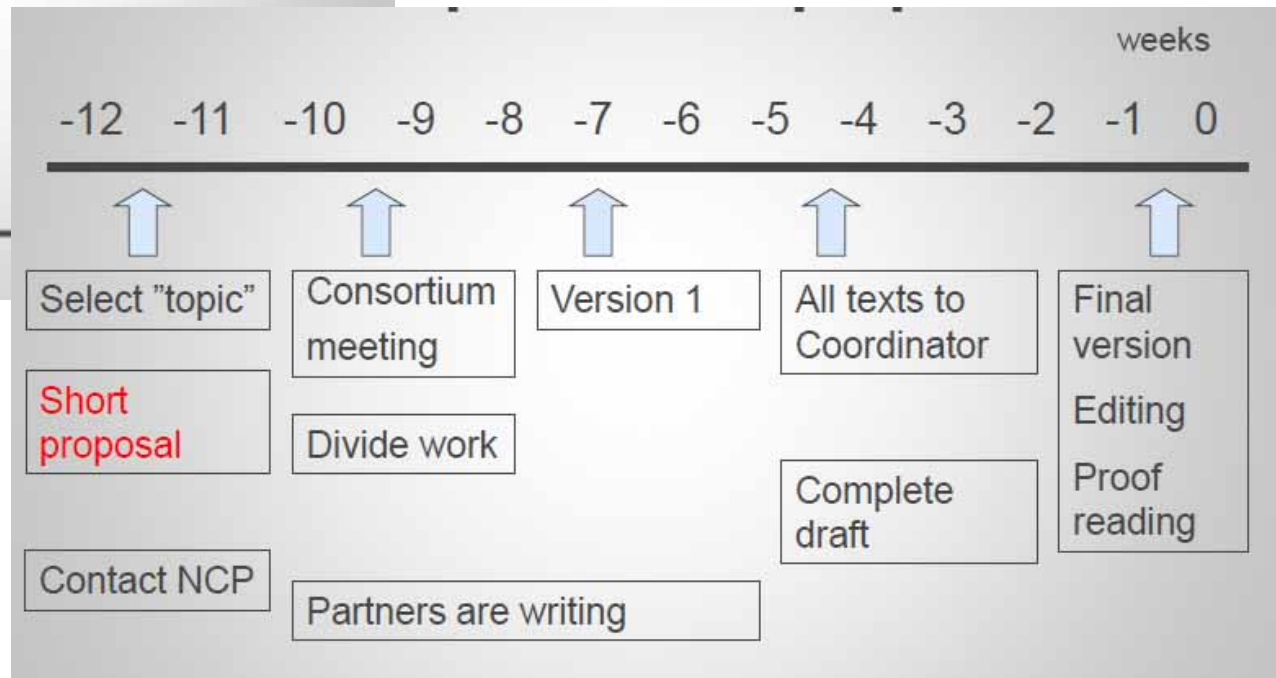 weeks
-12 -11 -10 -9 -8 -7 -6 -5 -4 -3 -2 -1 0
Select ”topic”
Short
proposal
Contact NCP
Consortium
meeting
Divide work
Partners are writing
Version 1
All texts to
Coordinator
Complete
draft
Final
version
Editing
Proof
reading